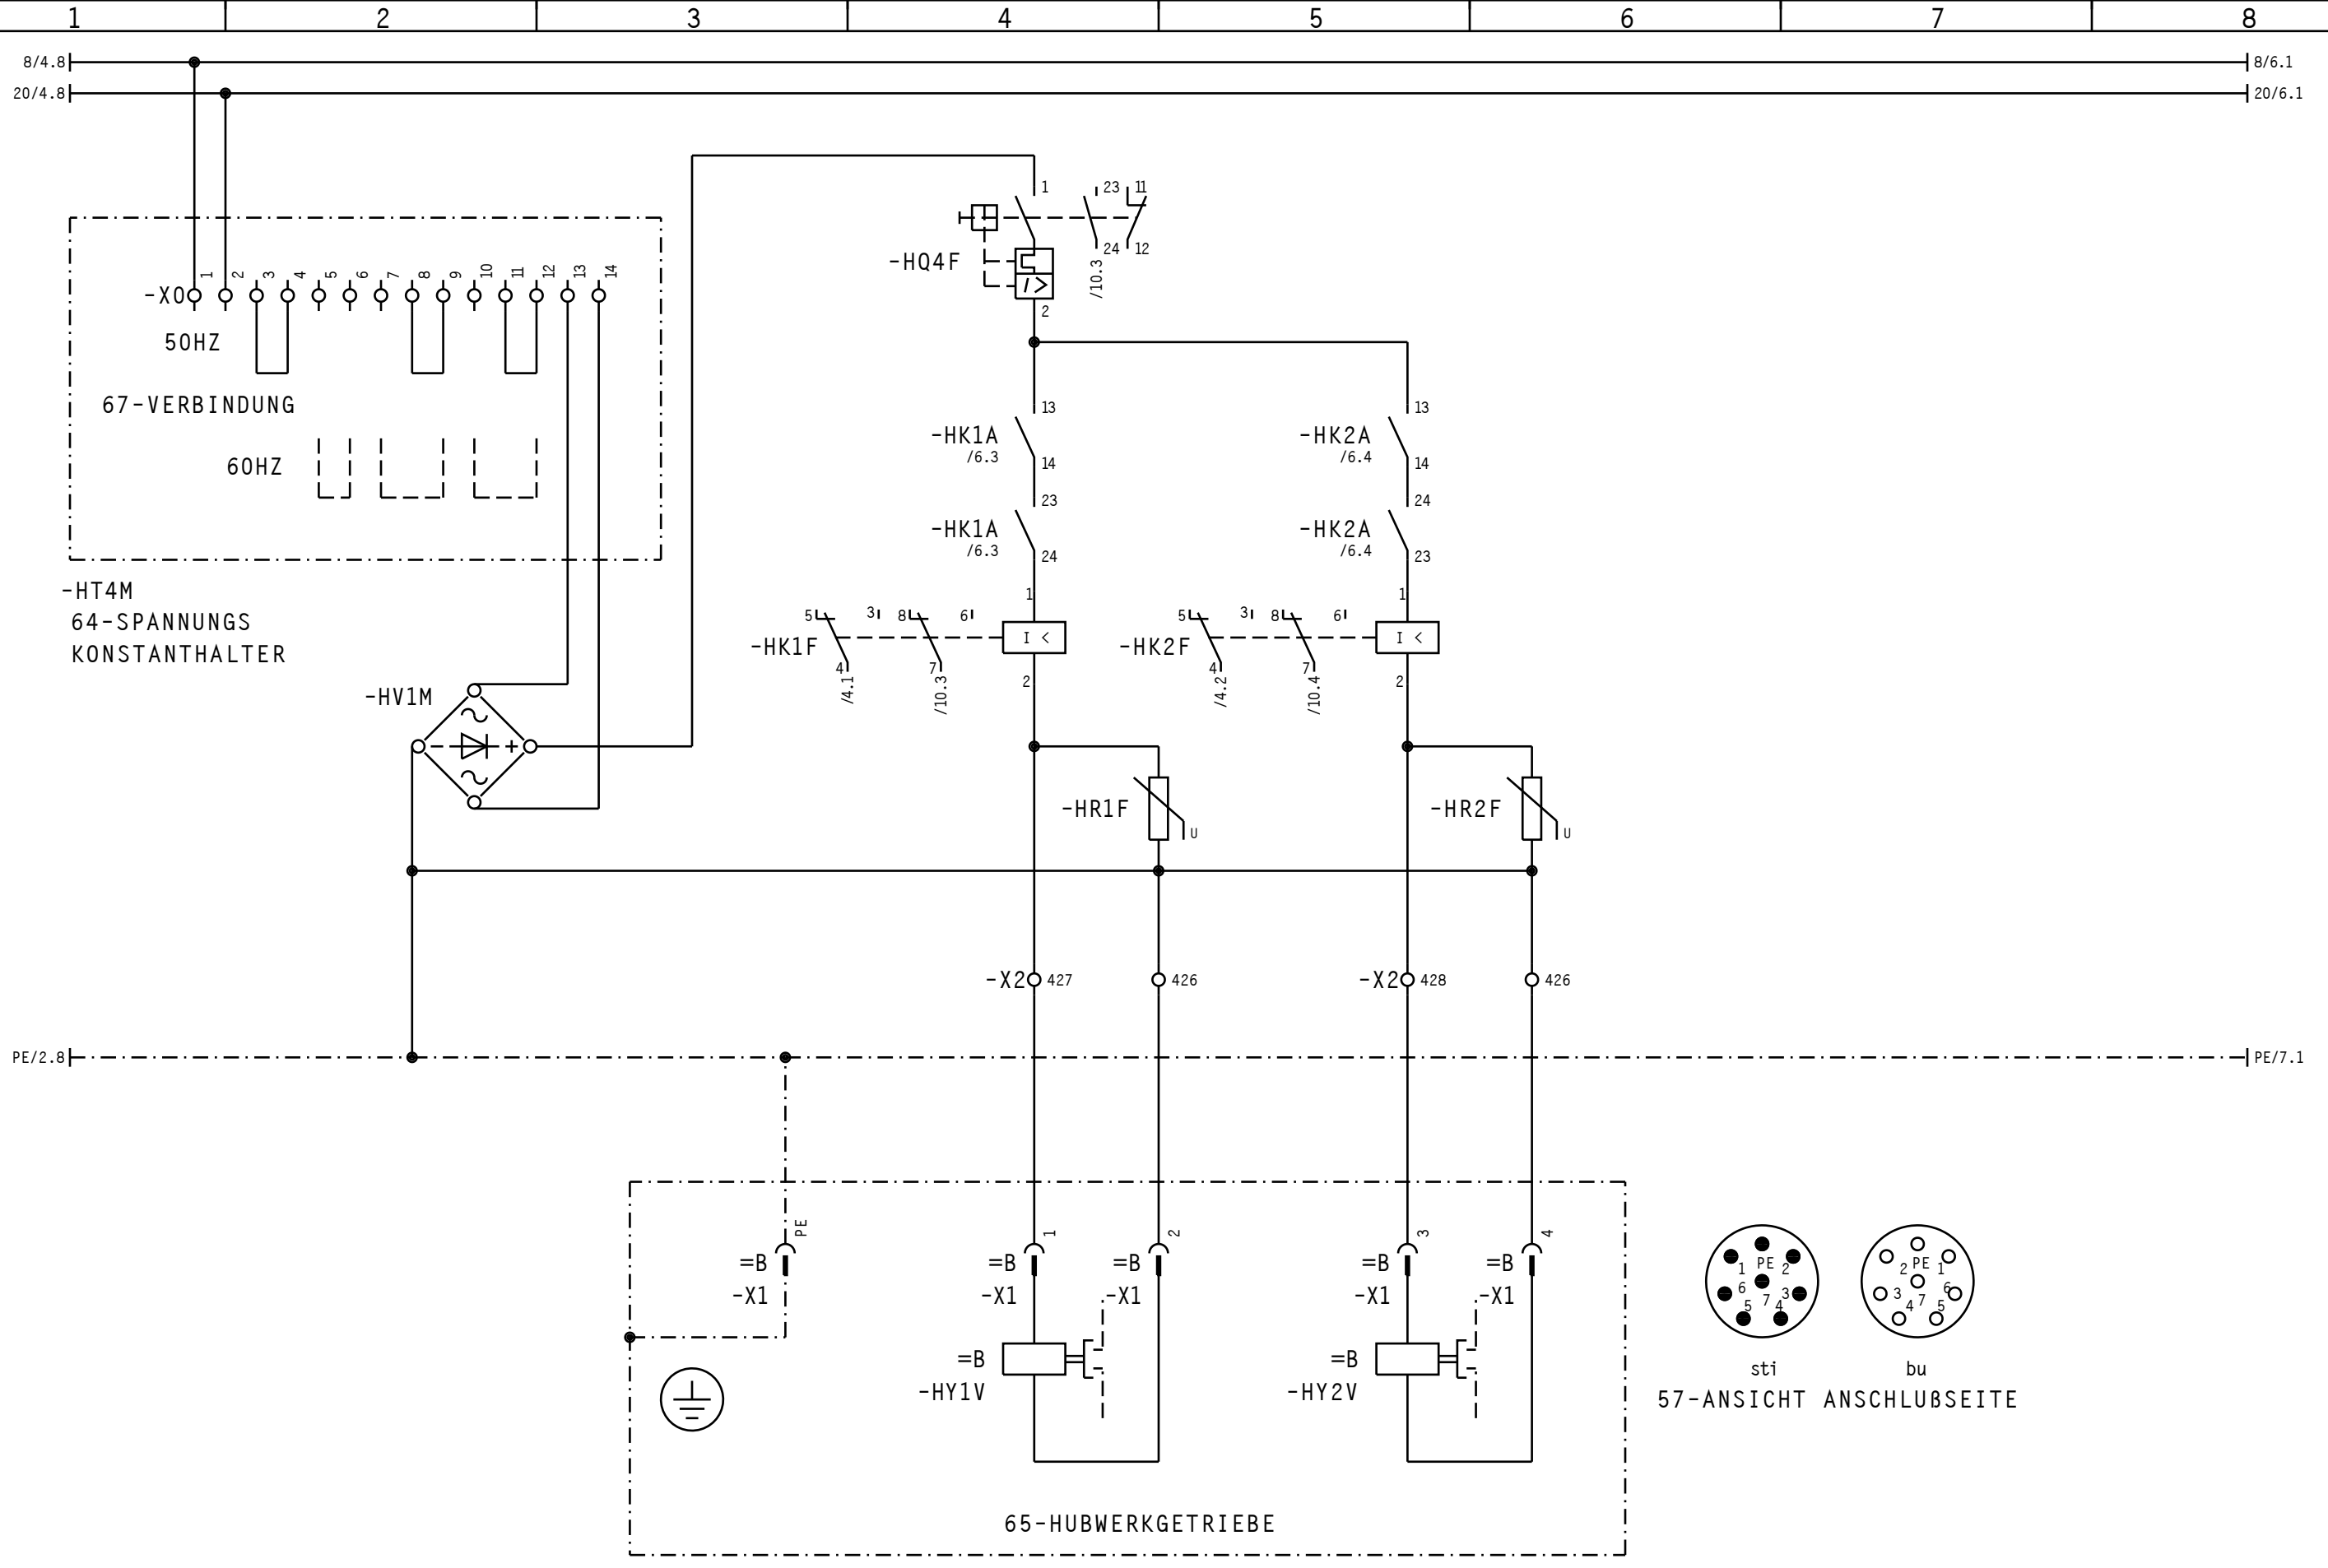 1 2 3 4 5 6 7 8
8/4.8 8/6.1
20/4.8 20/6.1
1 23 11
24 12
-HQ4F
/10.3
2
1 2 3 4 5 6 7 8 9 10 11 12 13 14
-X0
50HZ
67-VERBINDUNG
60HZ
-HT4M
64-SPANNUNGS
KONSTANTHALTER
13 13
-HK1A -HK2A
/6.3 /6.4
14 14
23 24
-HK1A -HK2A
/6.3 /6.4
24 23
1 1
5 3 8 6 5 3 8 6
-HK1F I < -HK2F I <
4 7 4 7
2 2
/4.1 /10.3 /4.2 /10.4
-HV1M
- +
-HR1F U -HR2F U
-X2 427 426 -X2 428 426
PE/2.8 PE/7.1
PE 1 2 3 4
=B =B =B =B =B
-X1 -X1 -X1 -X1 -X1
=B =B
-HY1V -HY2V
1 PE 2
6 7 3
5 4
2 PE 1
3 7 6
4 5
sti bu
57-ANSICHT ANSCHLUßSEITE
65-HUBWERKGETRIEBE